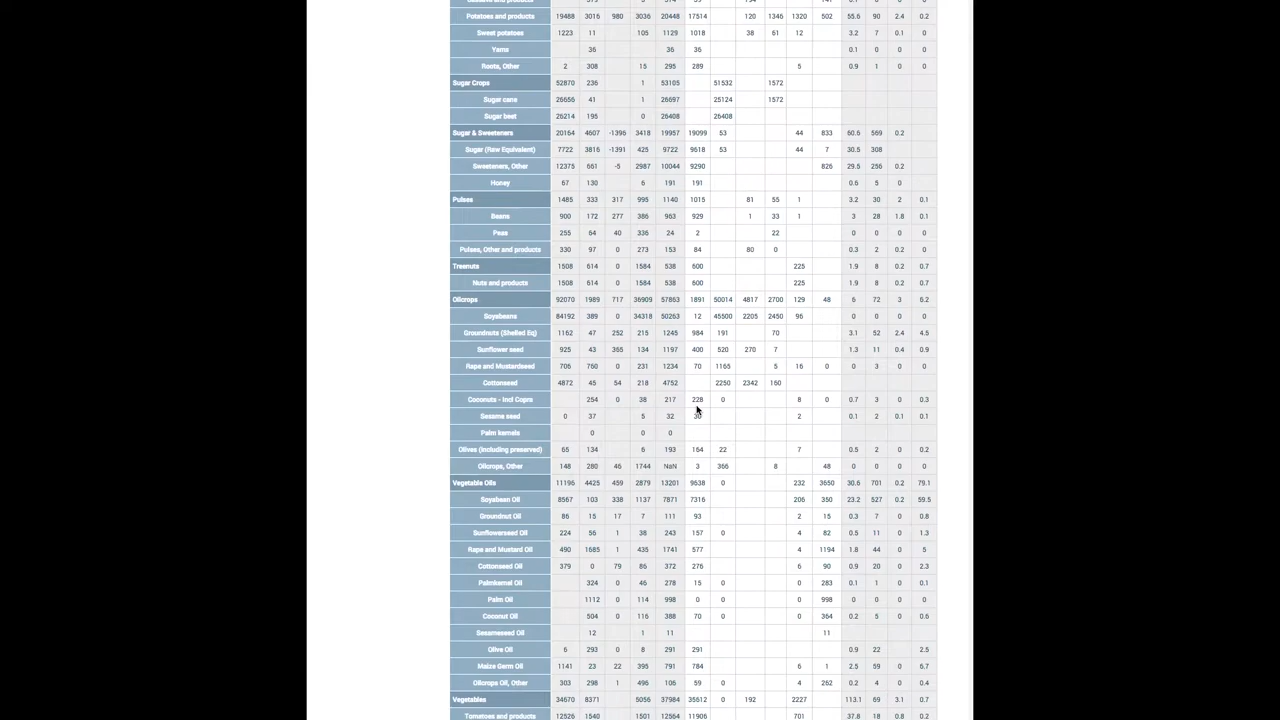 Potatoes and products 19488 3016 980 3036 20448 17514 120 1346 1320 502 55.6 90 2.4 0.2
Sweet potatoes 1223 11 105 1129 1018 38 61 12 3.2 7 0.1 0
Yams 36 36 36 0.1 0 0 0
Roots, Other 2 308 15 295 289 5 0.9 1 0 0
Sugar Crops 52870 236 1 53105 51532 1572
Sugar cane 26656 41 1 26697 25124 1572
Sugar beet 26214 195 0 26408 26408
Sugar & Sweeteners 20164 4607 -1396 3418 19957 19099 53 44 833 60.6 569 0.2
Sugar (Raw Equivalent) 7722 3816 -1391 425 9722 9618 53 44 7 30.5 308
Sweeteners, Other 12375 661 -5 2987 10044 9290 826 29.5 256 0.2
Honey 67 130 6 191 191 0.6 5 0
Pulses 1485 333 317 995 1140 1015 81 55 1 3.2 30 2 0.1
Beans 900 172 277 386 963 929 1 33 1 3 28 1.8 0.1
Peas 255 64 40 336 24 2 22 0 0 0 0
Pulses, Other and products 330 97 0 273 153 84 80 0 0.3 2 0.2 0
Treenuts 1508 614 0 1584 538 600 225 1.9 8 0.2 0.7
Nuts and products 1508 614 0 1584 538 600 225 1.9 8 0.2 0.7
Oilcrops 92070 1989 717 36909 57863 1891 50014 4817 2700 129 48 6 72 3 6.2
Soyabeans 84192 389 0 34318 50263 12 45500 2205 2450 96 0 0 0 0
Groundnuts (Shelled Eq) 1162 47 252 215 1245 984 191 70 3.1 52 2.4 4.5
Sunflower seed 925 43 365 134 1197 400 520 270 7 1.3 11 0.4 0.9
Rape and Mustardseed 706 760 0 231 1234 70 1165 5 16 0 0 3 0 0
Cottonseed 4872 45 54 218 4752 2250 2342 160
Coconuts - Incl Copra 254 0 38 217 228 0 8 0 0.7 3 0 0.3
Sesame seed 0 37 5 32 30 2 0.1 2 0.1
Palm kernels 0 0 0
Olives (including preserved) 65 134 6 193 164 22 7 0.5 2 0 0.2
Oilcrops, Other 148 280 46 1744 NaN 3 366 8 48 0 0 0 0
Vegetable Oils 11196 4425 459 2879 13201 9638 0 232 3650 30.6 701 0.2 79.1
Soyabean Oil 8567 103 338 1137 7871 7316 206 350 23.2 527 0.2 59.5
Groundnut Oil 86 15 17 7 111 93 2 15 0.3 7 0 0.8
Sunflowerseed Oil 224 56 1 38 243 157 0 4 82 0.5 11 0 1.3
Rape and Mustard Oil 490 1685 1 435 1741 577 4 1194 1.8 44 0 5
Cottonseed Oil 379 0 79 86 372 276 6 90 0.9 20 0 2.3
Palmkernel Oil 324 0 46 278 15 0 0 283 0.1 1 0 0.1
Palm Oil 1112 0 114 998 0 0 0 998 0 0 0 0
Coconut Oil 504 0 116 388 70 0 0 364 0.2 5 0 0.6
Sesameseed Oil 12 1 11 11
Olive Oil 6 293 0 8 291 291 0.9 22 2.5
Maize Germ Oil 1141 23 22 395 791 784 6 1 2.5 59 0 6.7
Oilcrops Oil, Other 303 298 1 496 106 59 0 4 262 0.2 4 0 0.4
Vegetables 34670 8371 5056 37984 35612 0 192 2227 113.1 69 3.1 0.7
Tomatoes and products 12526 1540 1501 12564 11906 701 37.8 18 0.8 0.2